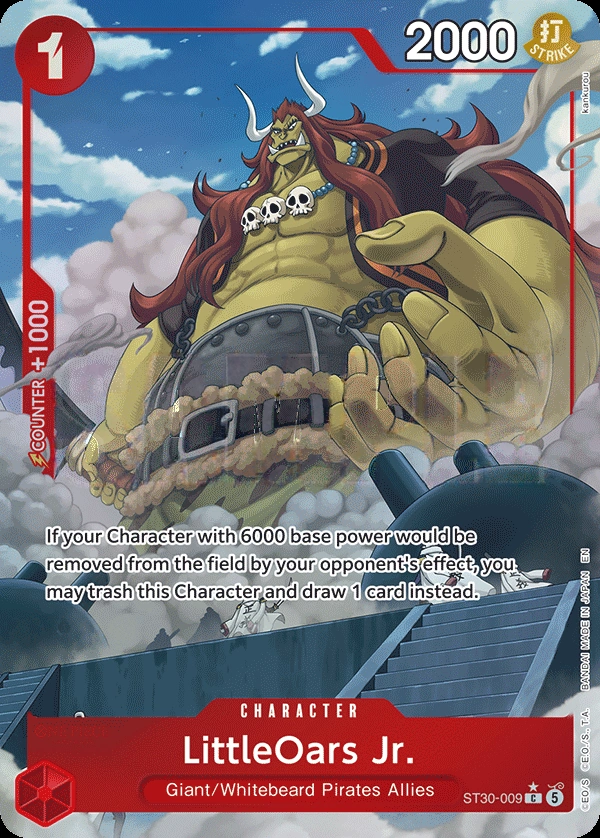 1
2000
打
STRIKE
kankurou
COUNTER +1000
If your Character with 6000 base power would be
removed from the field by your opponent's effect, you
may trash this Character and draw 1 card instead.
BANDAI MADE IN JAPAN EN
©E.O/S ©E.O./S.,T.A.
CHARACTER
LittleOars Jr.
Giant/Whitebeard Pirates Allies
ST30-009 C 5